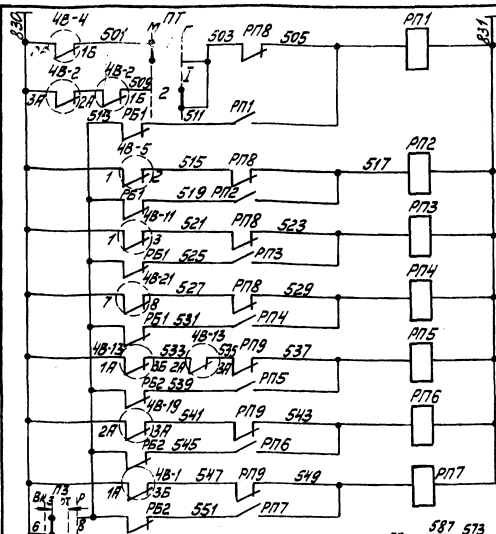 830 4В-4 501 М ПТ 503 РП8 505 РП1 831
1Б
4В-2 4В-2 509 I
3А 2А 1Б 2 511
513 РБ1 РП1
4В-5 515 РП8 517 РП2
1 2
РБ1 519 РП2
4В-11 521 РП8 523 РП3
1 3
РБ1 525 РП3
4В-21 527 РП8 529 РП4
7 8
РБ1 531 РП4
4В-13 533 4В-13 535 РП9 537 РП5
1А 3Б 2А 3А
РБ2 539 РП5
4В-19 541 РП9 543 РП6
2А 3А
РБ2 545 РП6
4В-1 547 РП9 549 РП7
1А 3Б
РБ2 551 РП7
ПЗ
Р
6 8
587 573